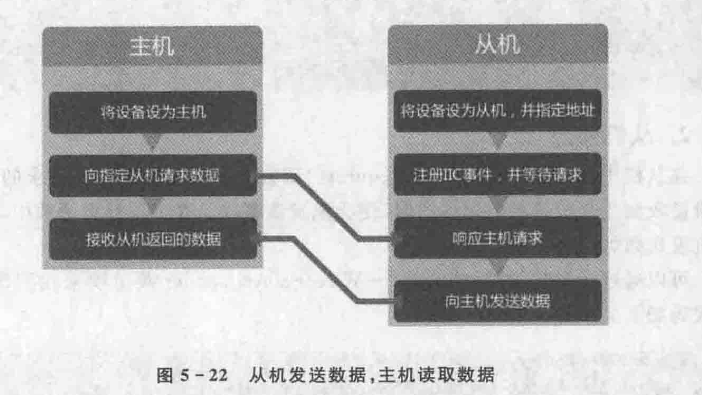 主机
将设备设为主机
向指定从机请求数据
接收从机返回的数据
从机
将设备设为从机，并指定地址
注册IIC事件，并等待请求
响应主机请求
向主机发送数据
图 5-22 从机发送数据,主机读取数据